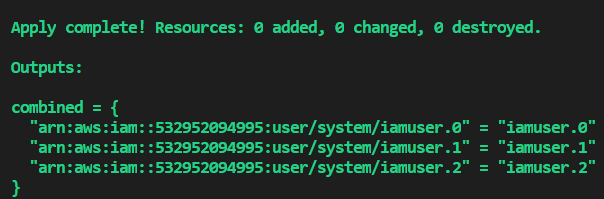 Apply complete! Resources: 0 added, 0 changed, 0 destroyed.
Outputs:
combined = {
  "arn:aws:iam::532952094995:user/system/iamuser.0" = "iamuser.0"
  "arn:aws:iam::532952094995:user/system/iamuser.1" = "iamuser.1"
  "arn:aws:iam::532952094995:user/system/iamuser.2" = "iamuser.2"
}